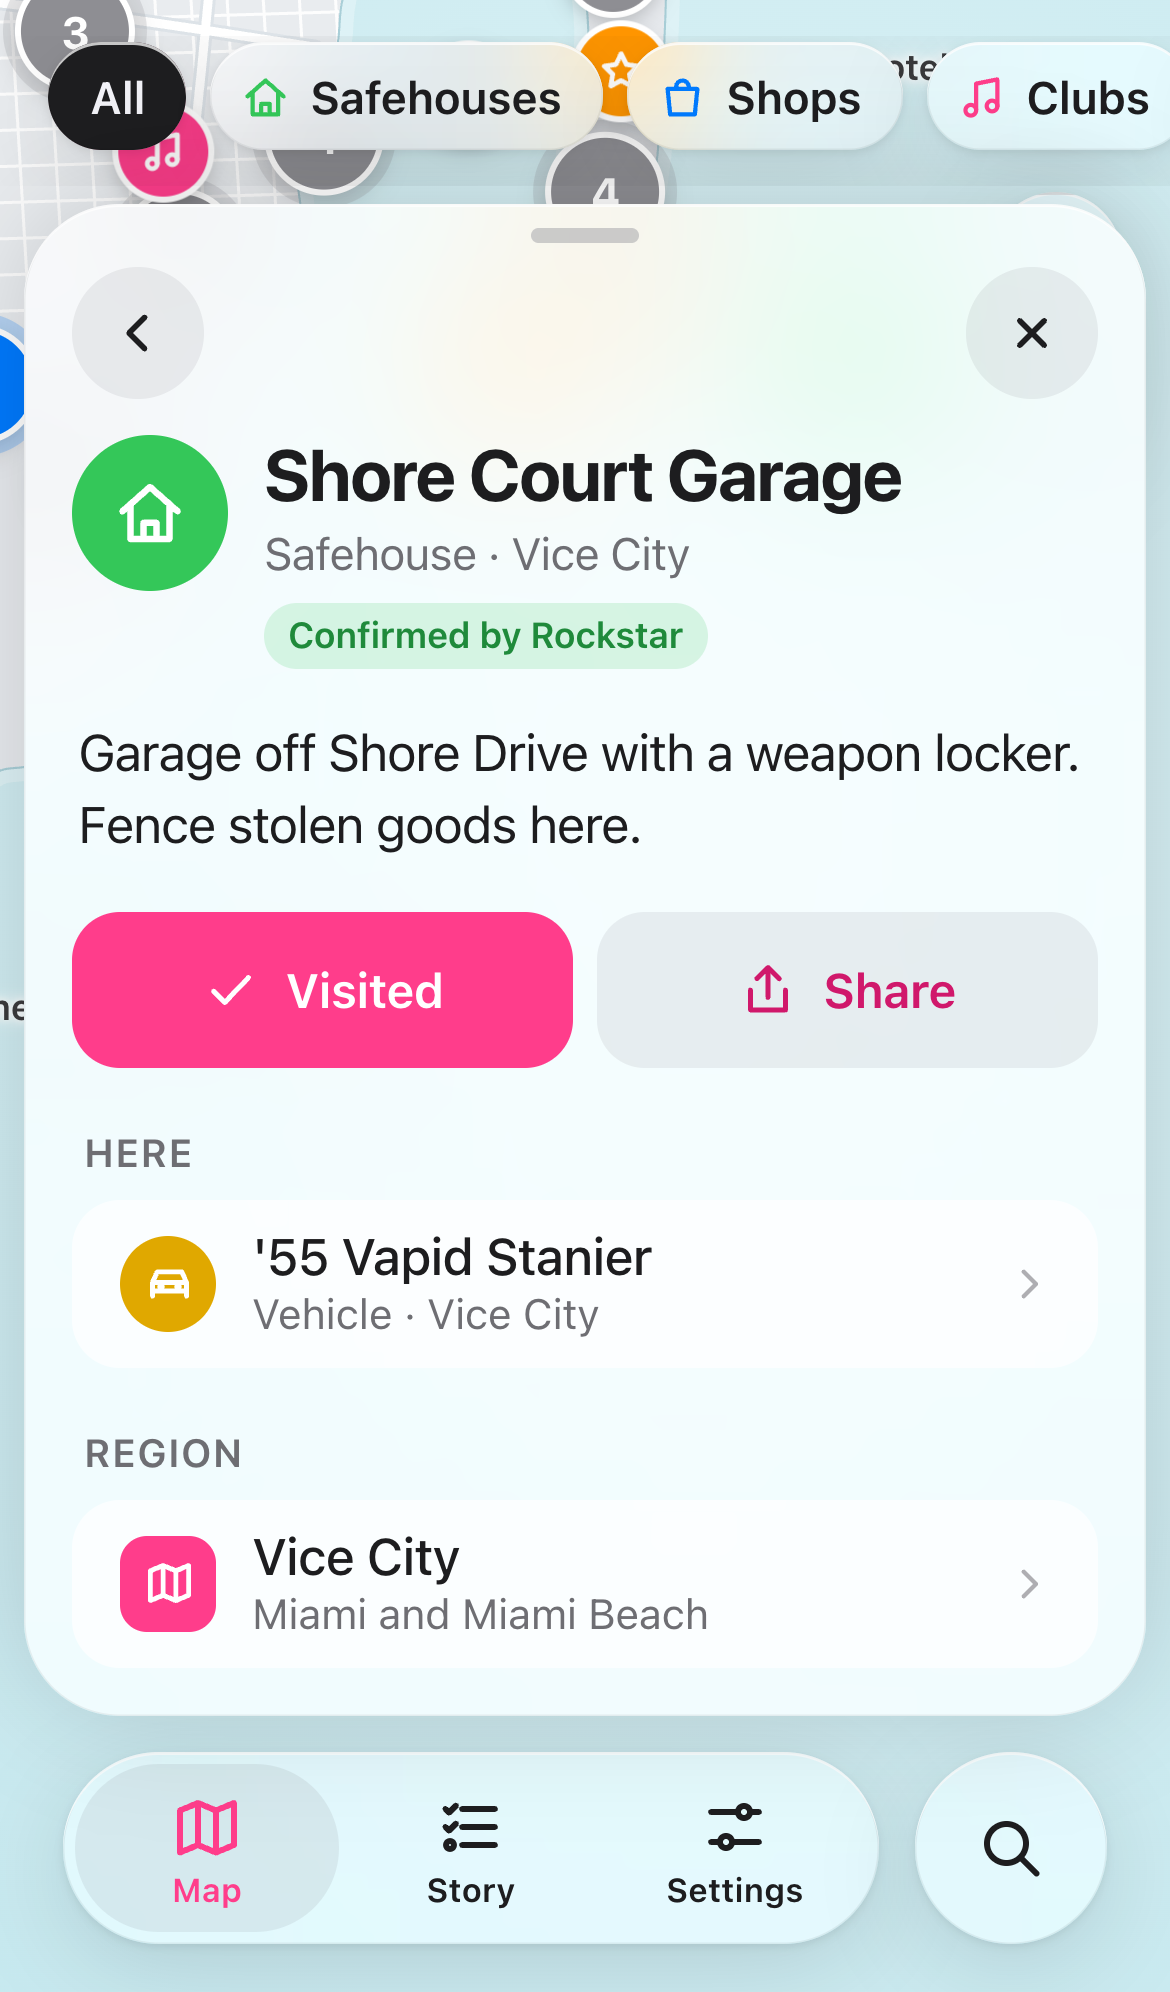 3
All
Safehouses
Shops
Clubs
4
Shore Court Garage
Safehouse · Vice City
Confirmed by Rockstar
Garage off Shore Drive with a weapon locker.
Fence stolen goods here.
Visited
Share
HERE
'55 Vapid Stanier
Vehicle · Vice City
REGION
Vice City
Miami and Miami Beach
Map
Story
Settings